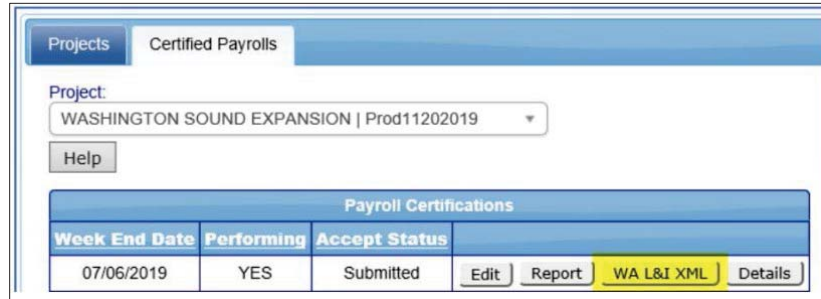 Projects Certified Payrolls
Project:
WASHINGTON SOUND EXPANSION | Prod11202019
Help
Payroll Certifications
Week End Date Performing Accept Status
07/06/2019 YES Submitted Edit Report WA L&I XML Details